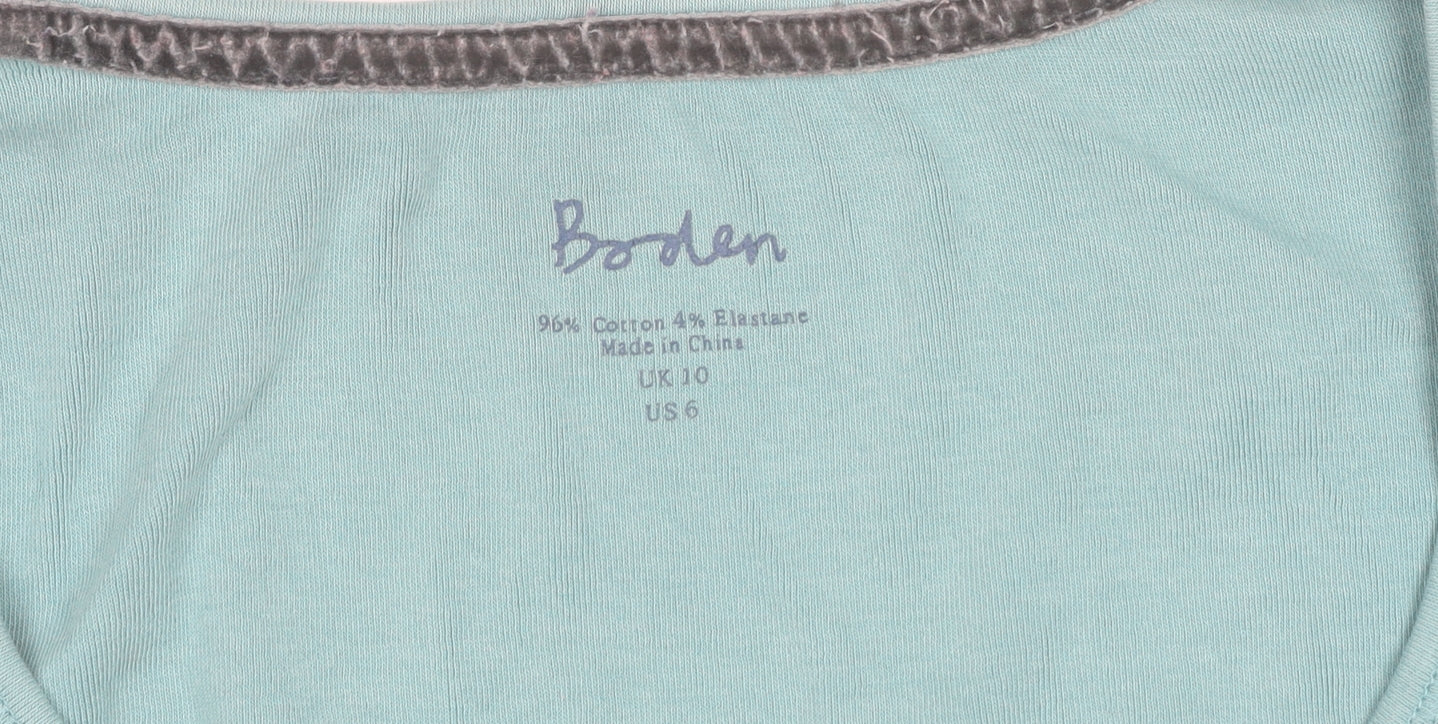 Boden
96% Cotton 4% Elastane
Made in China
UK 10
US 6